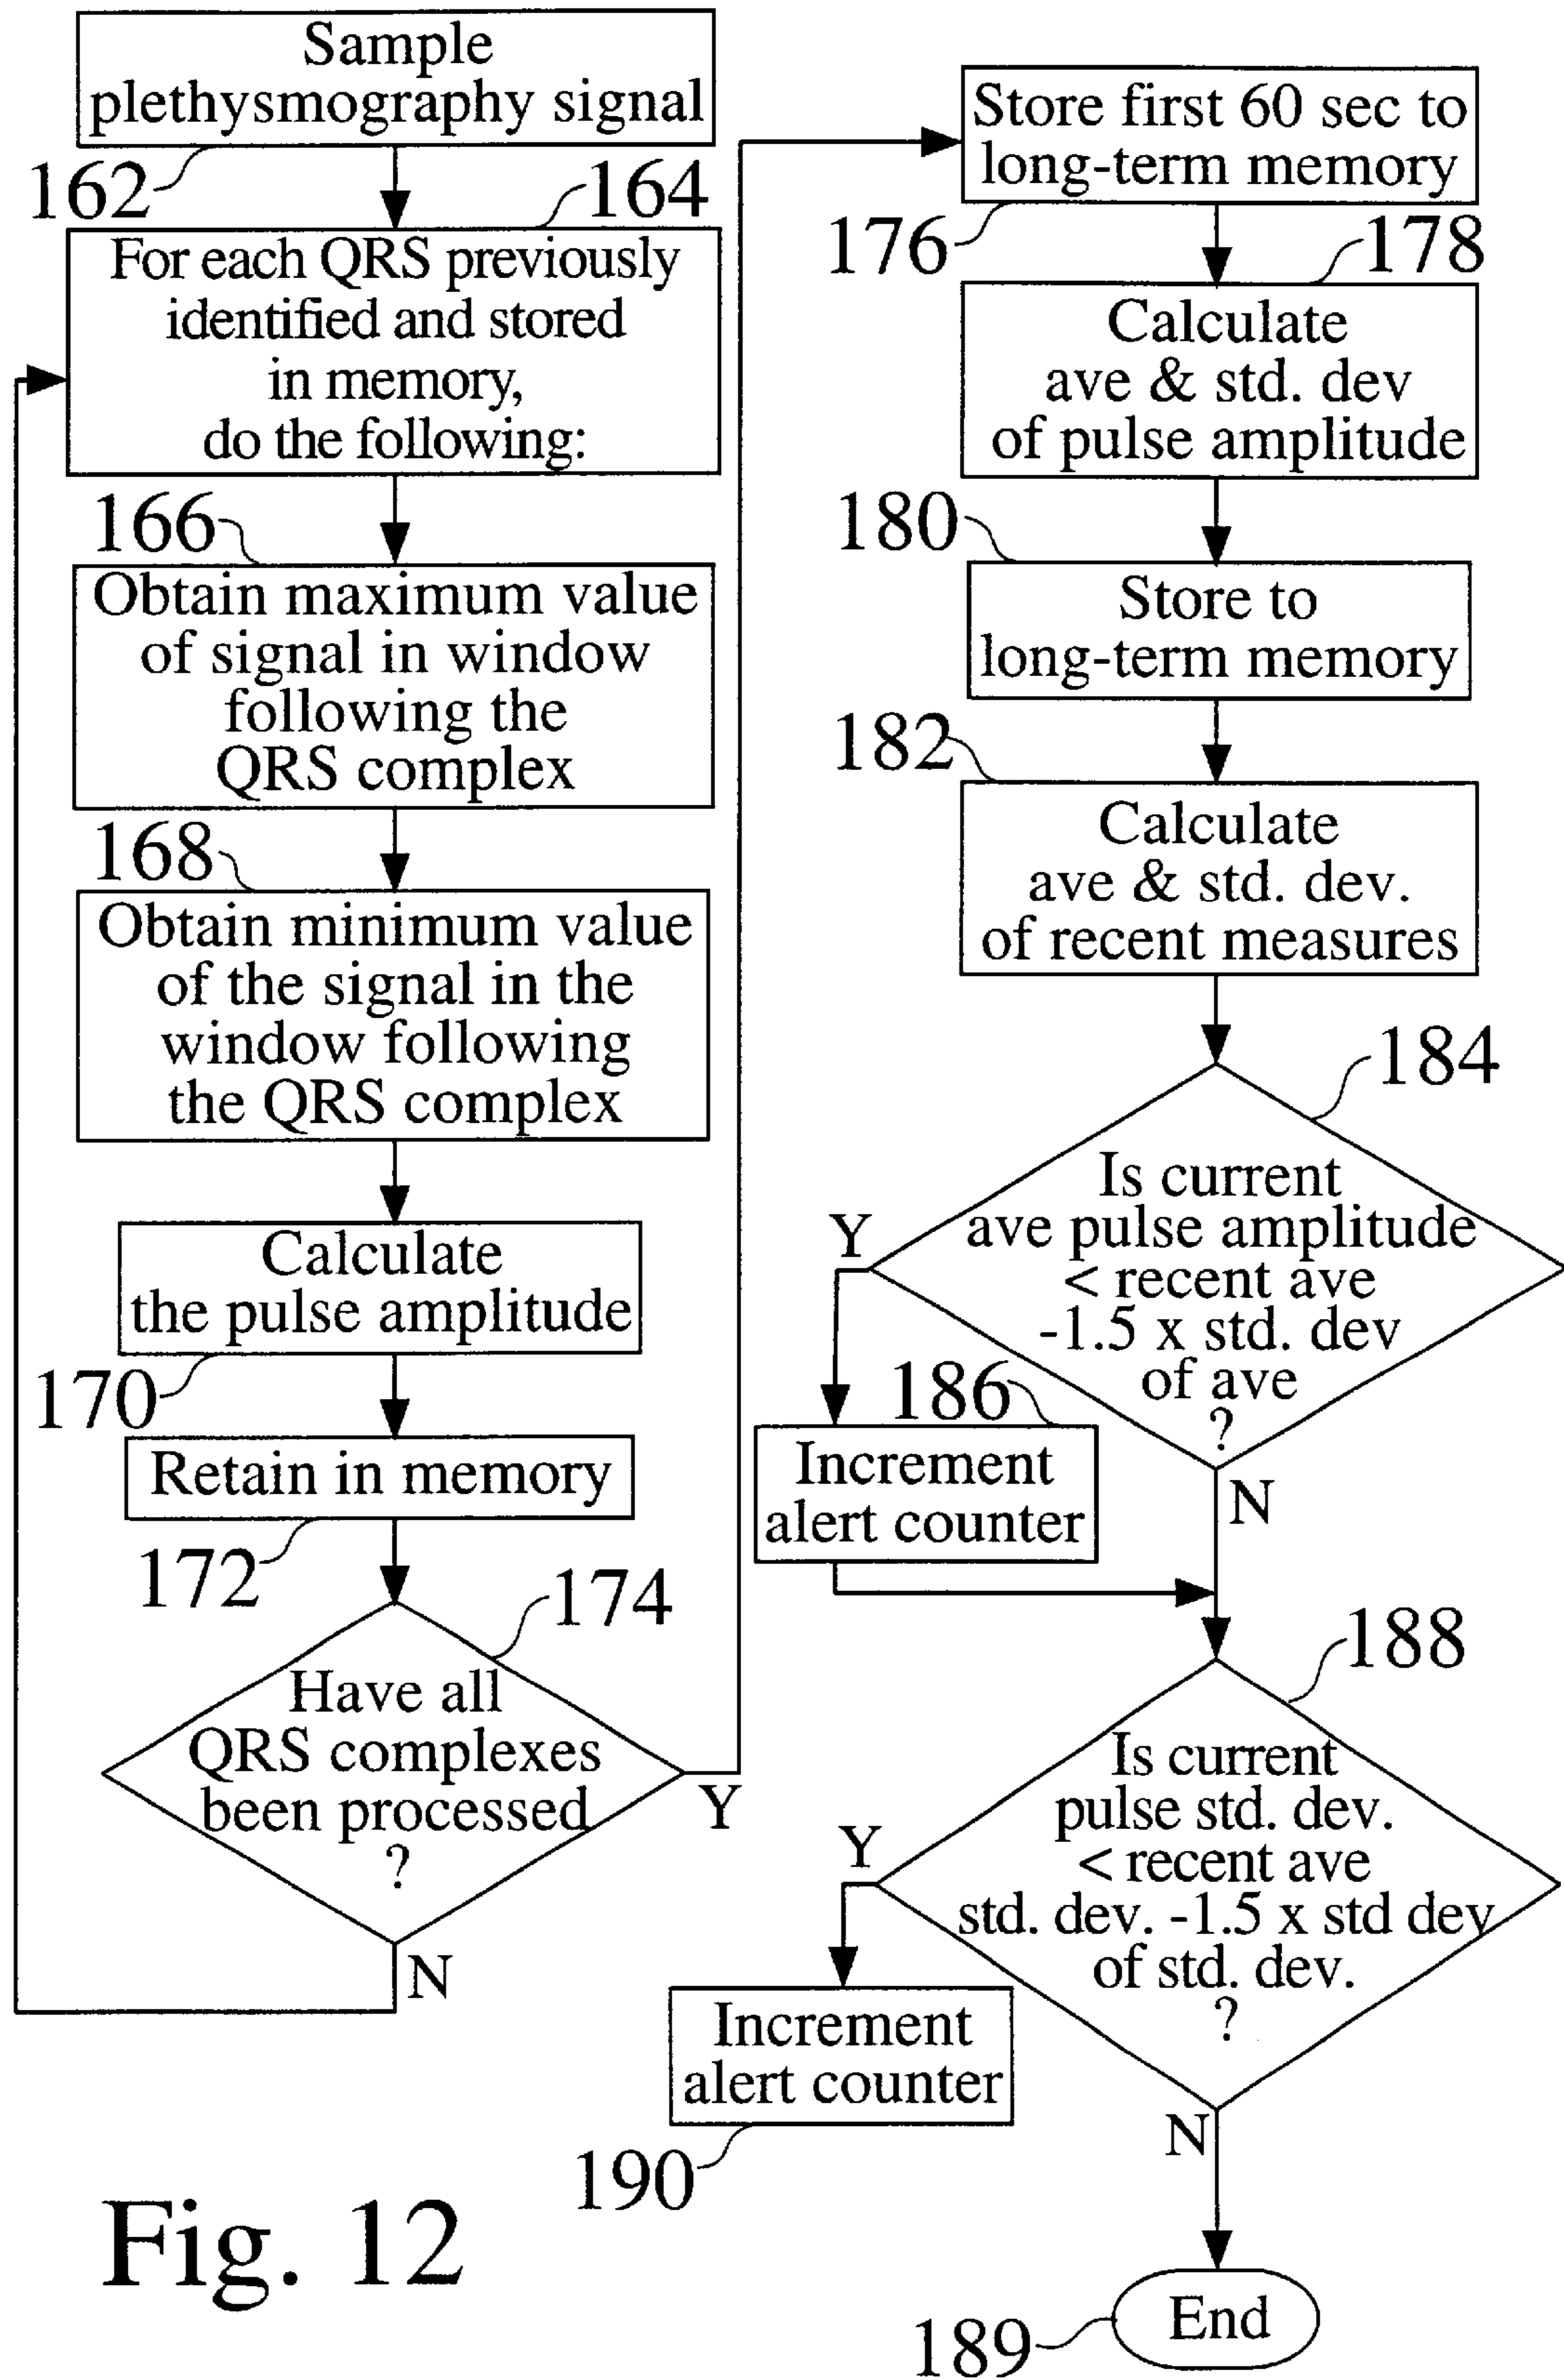 Sample
plethysmography signal
162
164
For each QRS previously
identified and stored
in memory,
do the following:
166
Obtain maximum value
of signal in window
following the
QRS complex
168
Obtain minimum value
of the signal in the
window following
the QRS complex
Calculate
the pulse amplitude
170
Retain in memory
172
174
Have all
QRS complexes
been processed
?
Y
N
Store first 60 sec to
long-term memory
176
178
Calculate
ave & std. dev
of pulse amplitude
180
Store to
long-term memory
182
Calculate
ave & std. dev.
of recent measures
184
Is current
ave pulse amplitude
< recent ave
-1.5 x std. dev
of ave
?
Y
N
186
Increment
alert counter
188
Is current
pulse std. dev.
< recent ave
std. dev. -1.5 x std dev
of std. dev.
?
Y
N
Increment
alert counter
190
End
189
Fig. 12